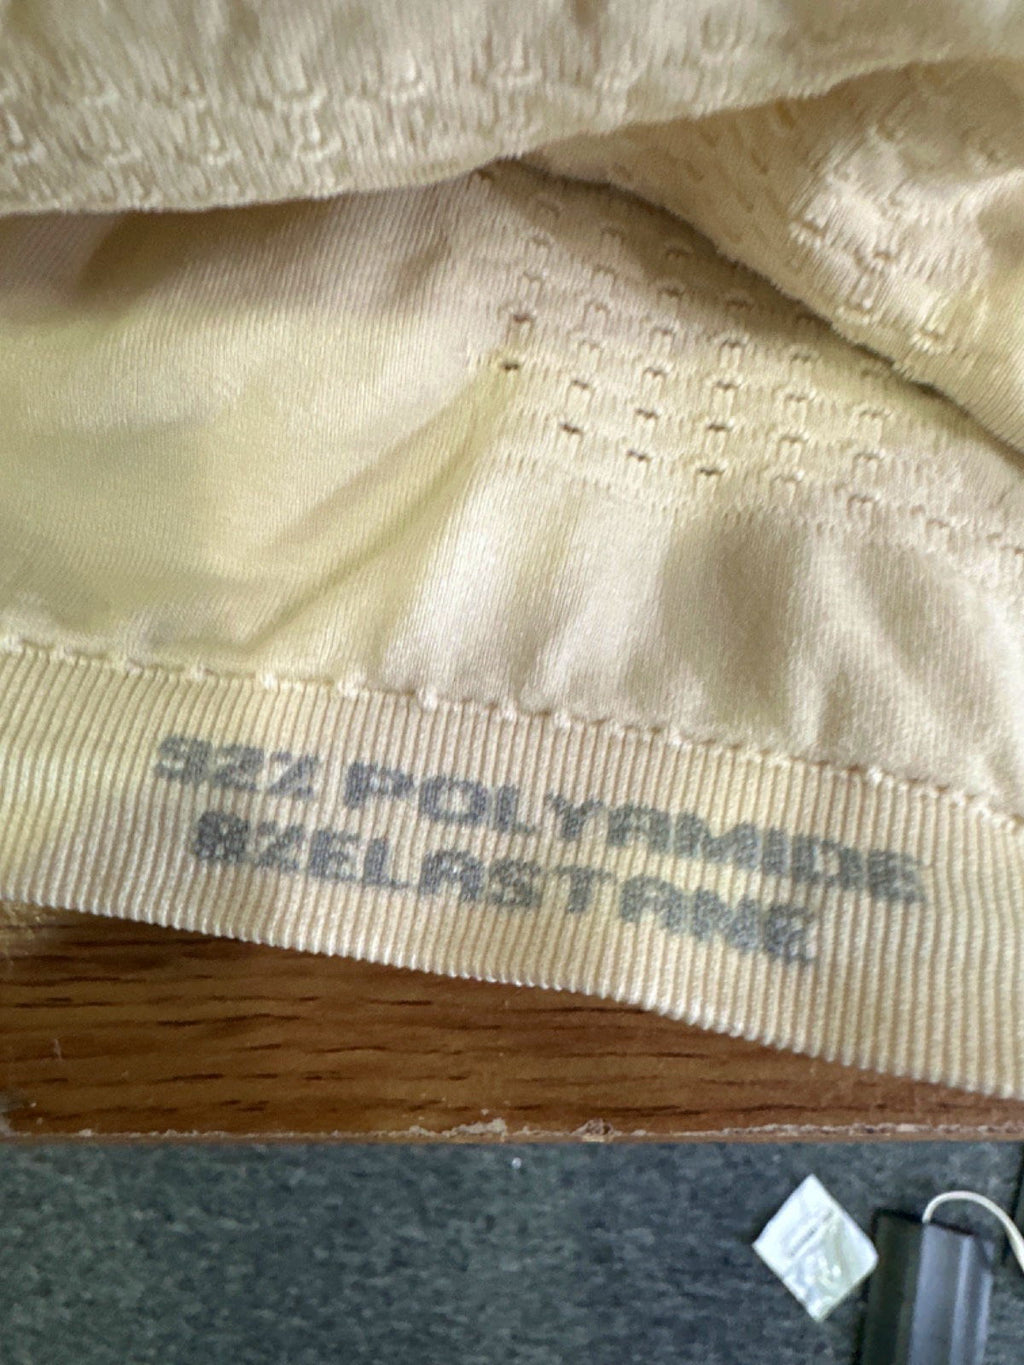 92% POLYAMIDE
8% ELASTANE